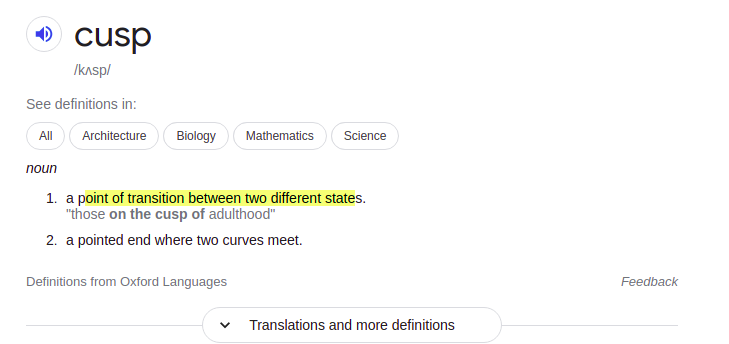 cusp
/kʌsp/
See definitions in:
All Architecture Biology Mathematics Science
noun
1. a point of transition between two different states.
"those on the cusp of adulthood"
2. a pointed end where two curves meet.
Definitions from Oxford Languages Feedback
Translations and more definitions